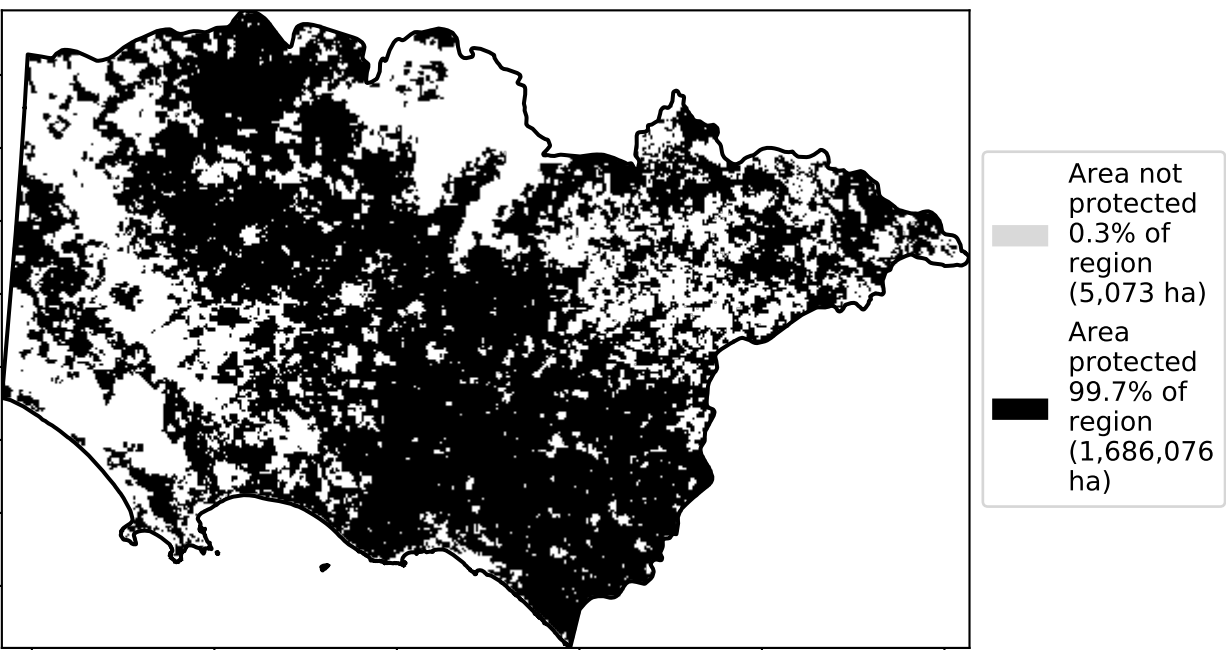 Area not
protected
0.3% of
region
(5,073 ha)
Area
protected
99.7% of
region
(1,686,076
ha)